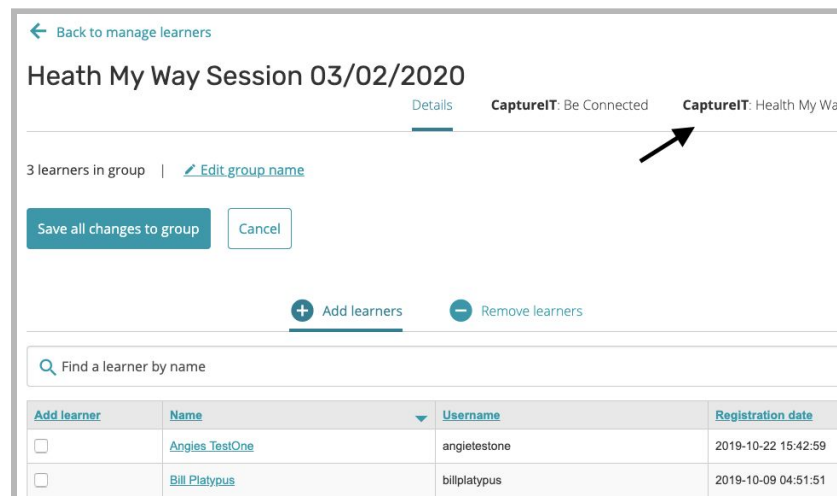 Back to manage learners
Heath My Way Session 03/02/2020
Details CaptureIT: Be Connected CaptureIT: Health My Wa
3 learners in group | Edit group name
Save all changes to group Cancel
Add learners Remove learners
Find a learner by name
Add learner Name Username Registration date
Angies TestOne angietestone 2019-10-22 15:42:59
Bill Platypus billplatypus 2019-10-09 04:51:51